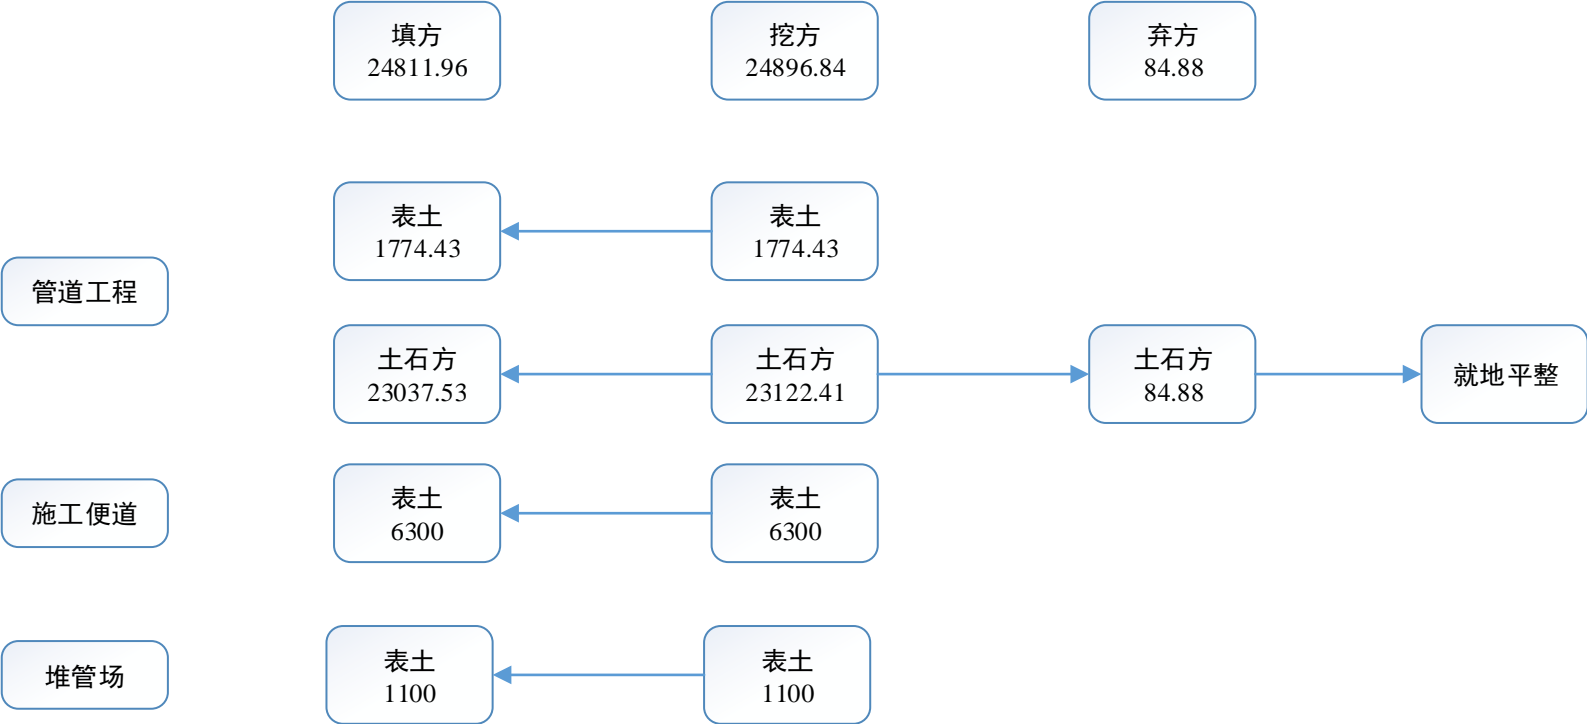 填方
24811.96
挖方
24896.84
弃方
84.88
表土
1774.43
表土
1774.43
管道工程
土石方
23037.53
土石方
23122.41
土石方
84.88
就地平整
施工便道
表土
6300
表土
6300
堆管场
表土
1100
表土
1100